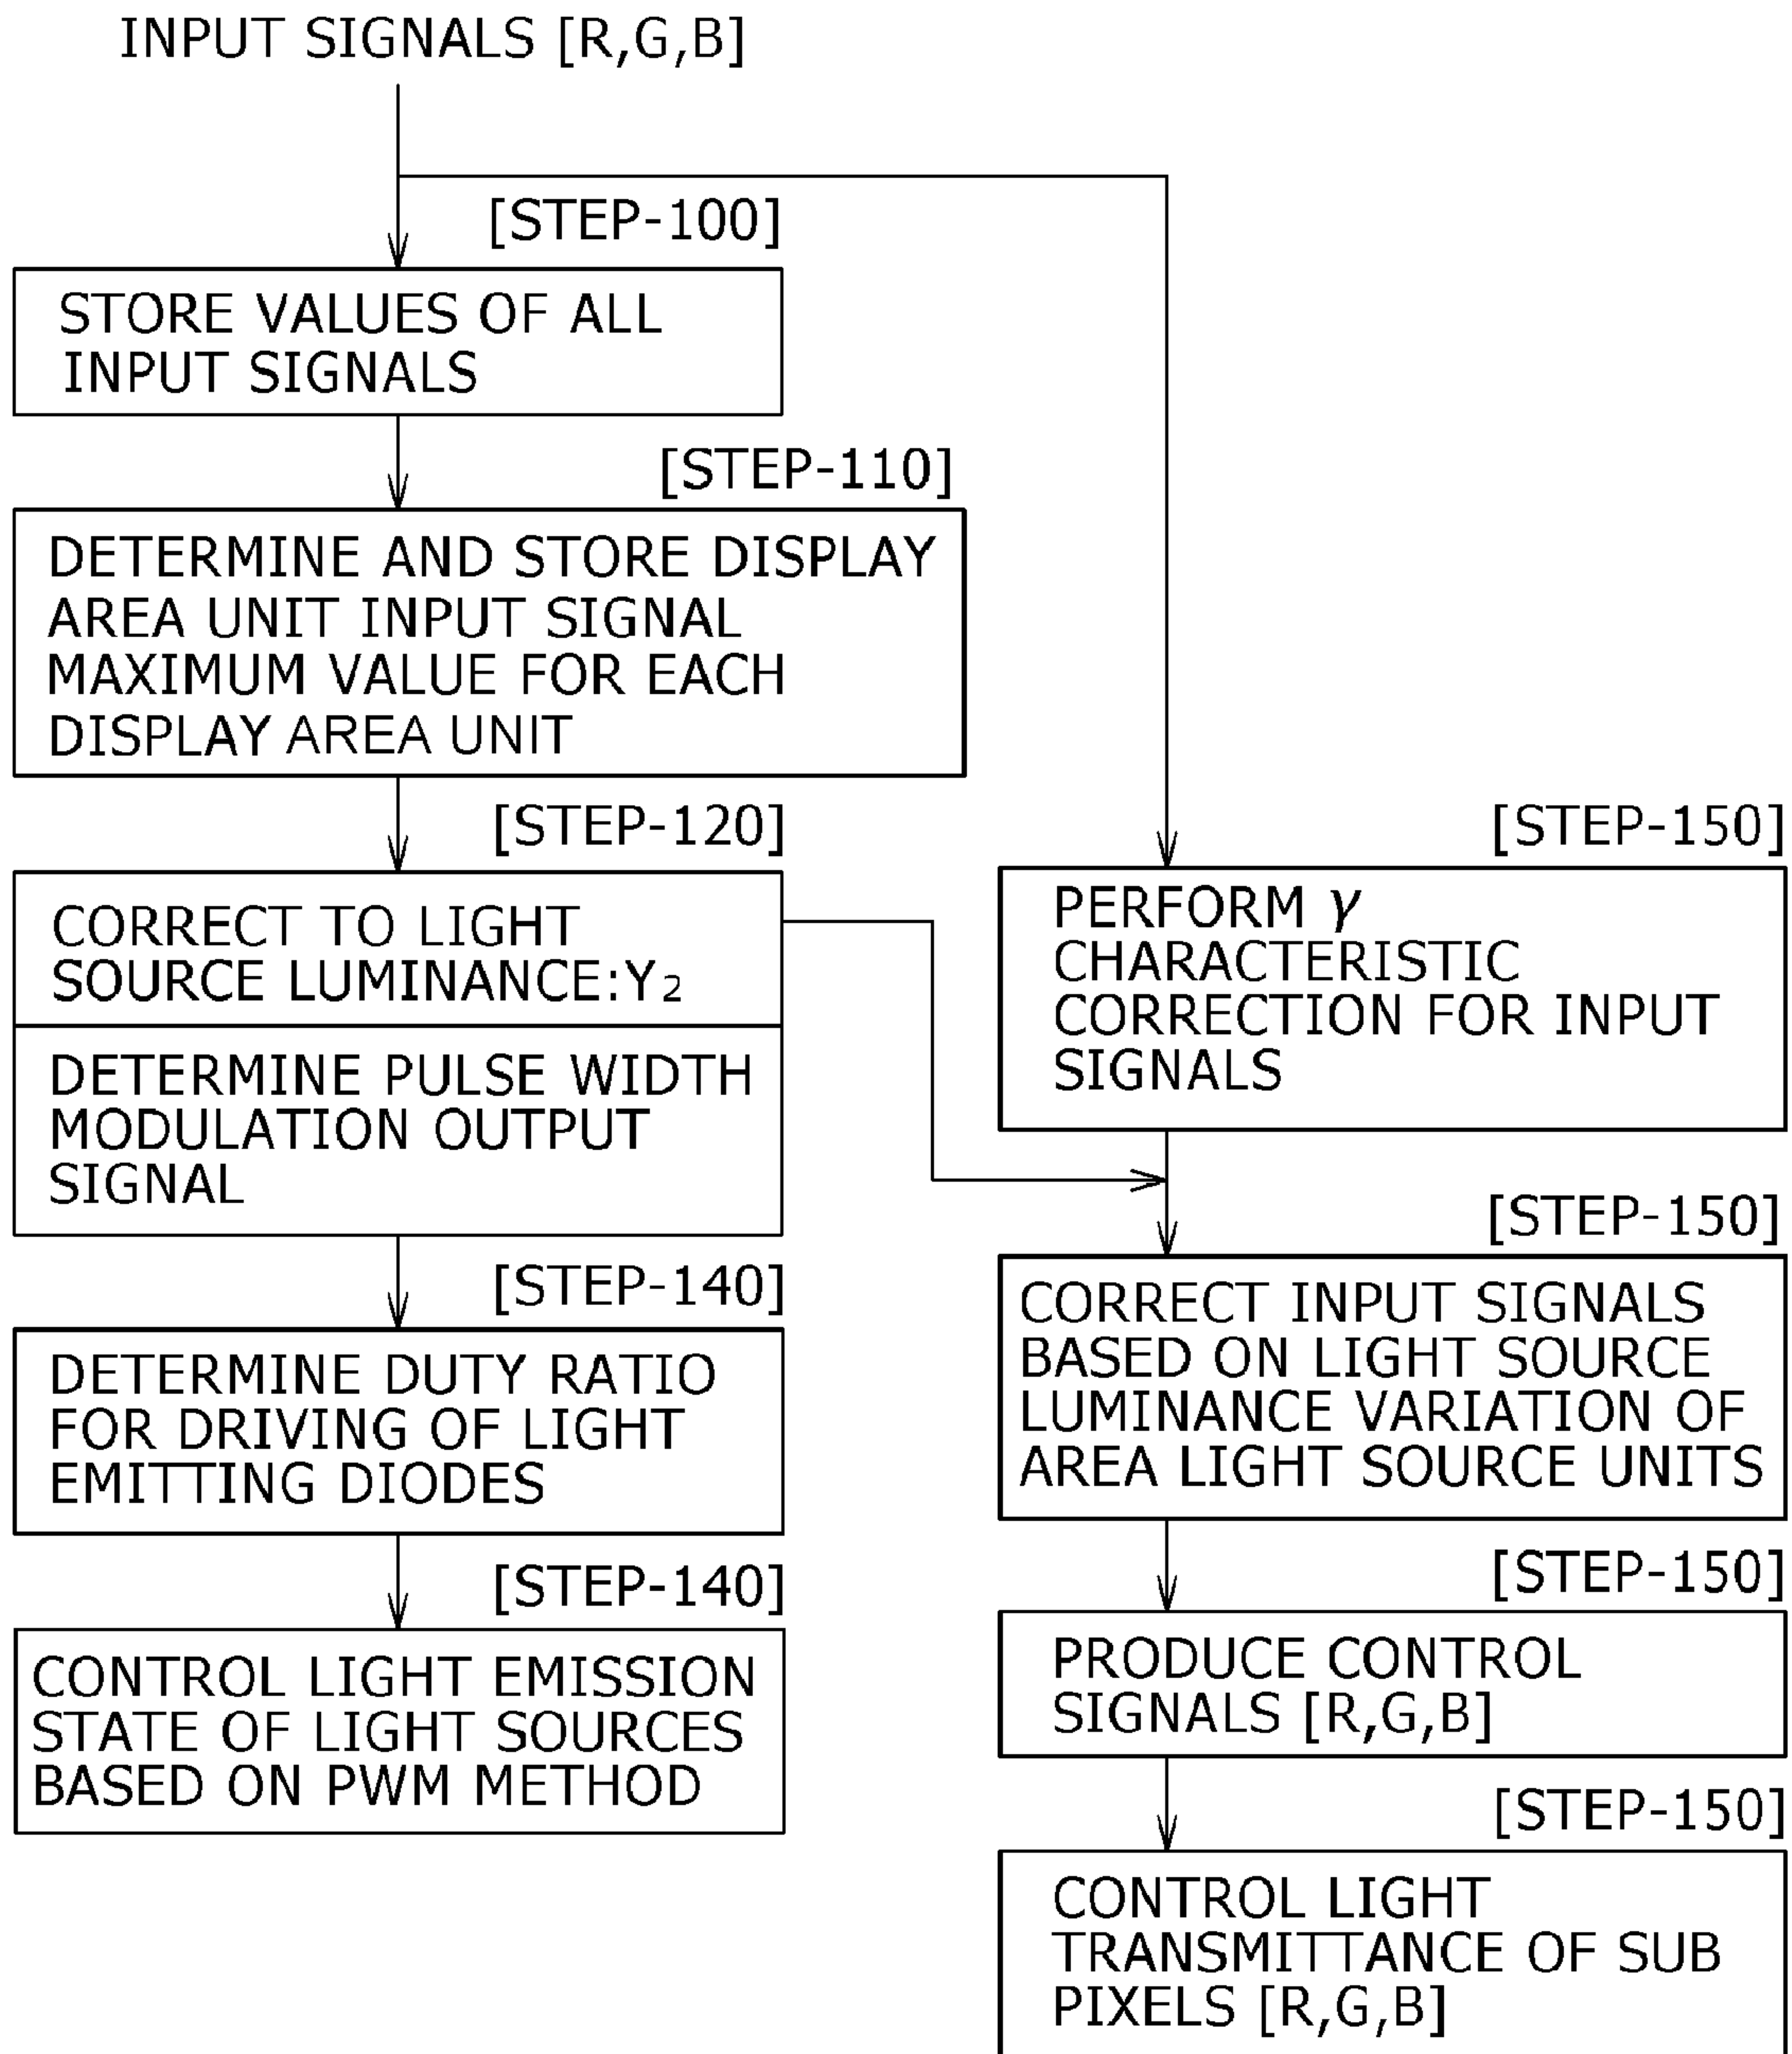 INPUT SIGNALS [R,G,B]
[STEP-100]
STORE VALUES OF ALL
INPUT SIGNALS
[STEP-110]
DETERMINE AND STORE DISPLAY
AREA UNIT INPUT SIGNAL
MAXIMUM VALUE FOR EACH
DISPLAY AREA UNIT
[STEP-120]
CORRECT TO LIGHT
SOURCE LUMINANCE:Y₂
DETERMINE PULSE WIDTH
MODULATION OUTPUT
SIGNAL
[STEP-140]
DETERMINE DUTY RATIO
FOR DRIVING OF LIGHT
EMITTING DIODES
[STEP-140]
CONTROL LIGHT EMISSION
STATE OF LIGHT SOURCES
BASED ON PWM METHOD
[STEP-150]
PERFORM γ
CHARACTERISTIC
CORRECTION FOR INPUT
SIGNALS
[STEP-150]
CORRECT INPUT SIGNALS
BASED ON LIGHT SOURCE
LUMINANCE VARIATION OF
AREA LIGHT SOURCE UNITS
[STEP-150]
PRODUCE CONTROL
SIGNALS [R,G,B]
[STEP-150]
CONTROL LIGHT
TRANSMITTANCE OF SUB
PIXELS [R,G,B]